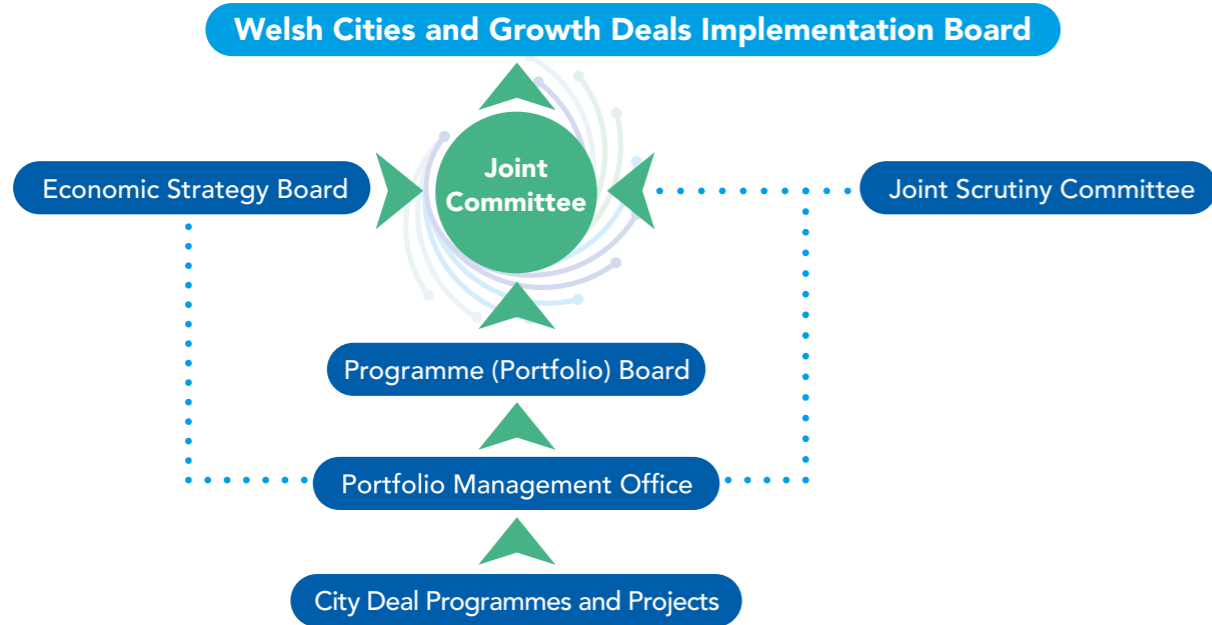 Welsh Cities and Growth Deals Implementation Board
Economic Strategy Board
Joint
Committee
Joint Scrutiny Committee
Programme (Portfolio) Board
Portfolio Management Office
City Deal Programmes and Projects